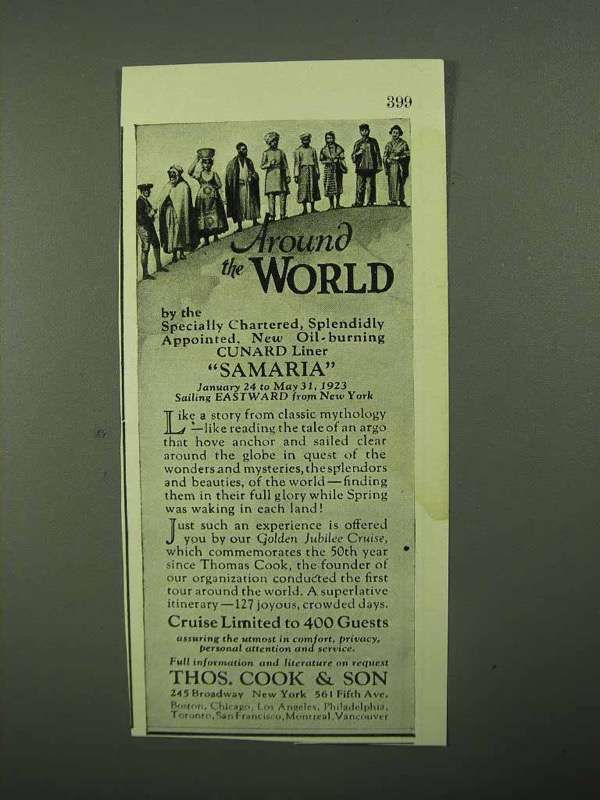 399
Around
the WORLD
by the
Specially Chartered, Splendidly
Appointed, New Oil-burning
CUNARD Liner
"SAMARIA"
January 24 to May 31, 1923
Sailing EASTWARD from New York
Like a story from classic mythology
—like reading the tale of an argo
that hove anchor and sailed clear
around the globe in quest of the
wonders and mysteries, the splendors
and beauties, of the world—finding
them in their full glory while Spring
was waking in each land!
Just such an experience is offered
you by our Golden Jubilee Cruise,
which commemorates the 50th year
since Thomas Cook, the founder of
our organization conducted the first
tour around the world. A superlative
itinerary—127 joyous, crowded days.
Cruise Limited to 400 Guests
assuring the utmost in comfort, privacy,
personal attention and service.
Full information and literature on request
THOS. COOK & SON
245 Broadway New York 561 Fifth Ave.
Boston, Chicago, Los Angeles, Philadelphia,
Toronto, San Francisco, Montreal, Vancouver